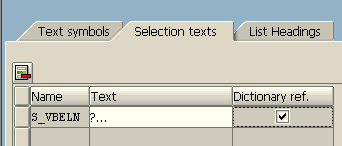 Text symbols Selection texts List Headings
Name Text Dictionary ref.
S_VBELN ?...